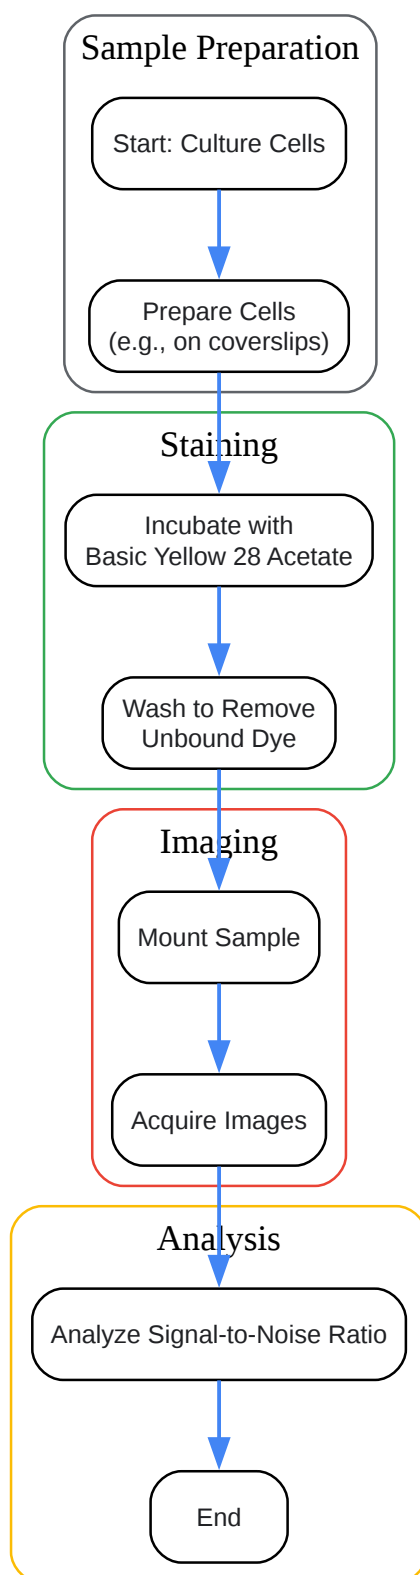 Sample Preparation
Start: Culture Cells
Prepare Cells
(e.g., on coverslips)
Staining
Incubate with
Basic Yellow 28 Acetate
Wash to Remove
Unbound Dye
Imaging
Mount Sample
Acquire Images
Analysis
Analyze Signal-to-Noise Ratio
End